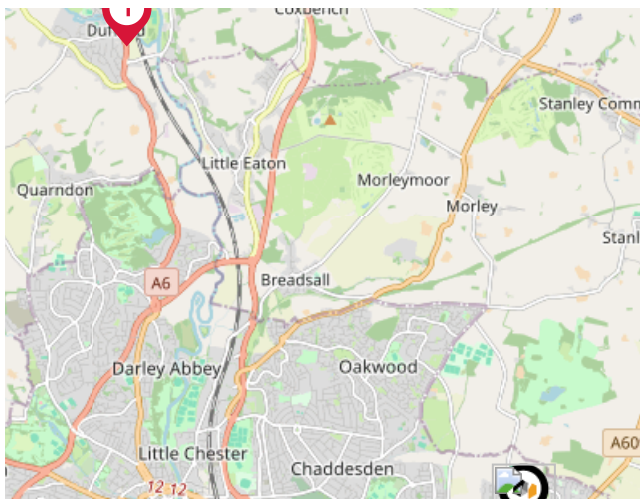 Coxbench
Duffield
Stanley Comm
Little Eaton
Quarndon
Morleymoor
Morley
Stanl
A6
Breadsall
Darley Abbey
Oakwood
A60
Little Chester
Chaddesden
12-12